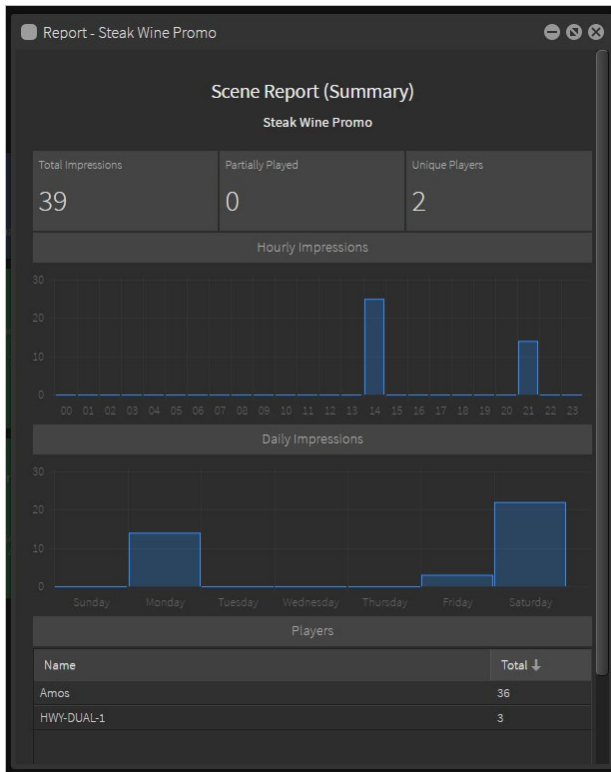 Report - Steak Wine Promo
Scene Report (Summary)
Steak Wine Promo
Total Impressions Partially Played Unique Players
39 0 2
Hourly Impressions
30
20
10
0
00 01 02 03 04 05 06 07 08 09 10 11 12 13 14 15 16 17 18 19 20 21 22 23
Daily Impressions
30
20
10
0
Sunday Monday Tuesday Wednesday Thursday Friday Saturday
Players
Name Total
Amos 36
HWY-DUAL-1 3